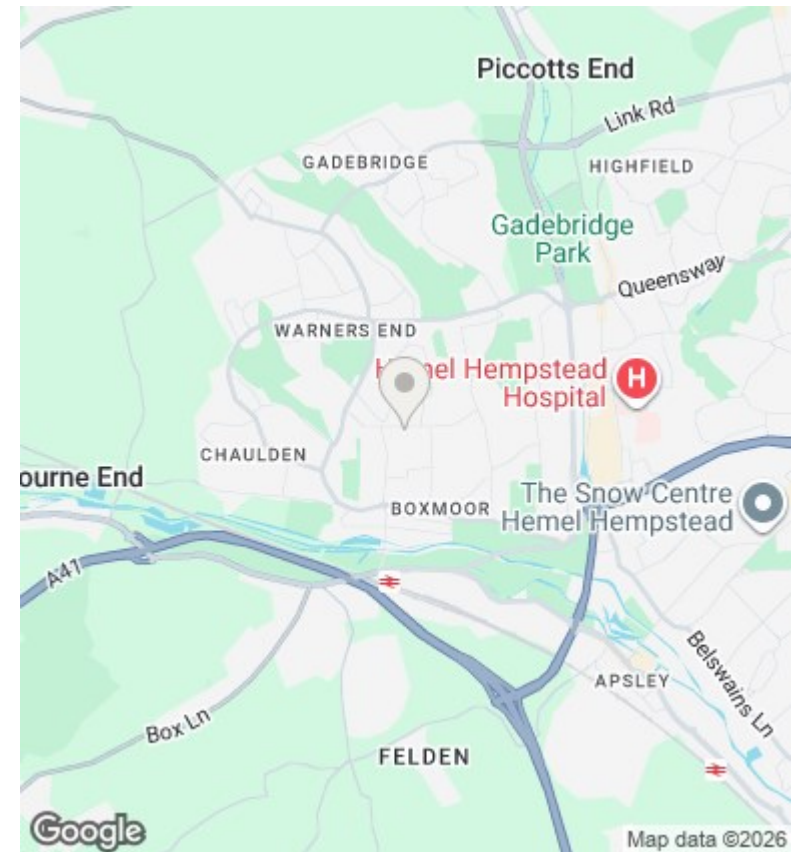 Piccotts End
Link Rd
GADEBRIDGE
HIGHFIELD
Gadebridge
Park
Queensway
WARNERS END
Hemel Hempstead
Hospital
H
CHAULDEN
ourne End
BOXMOOR
The Snow Centre
Hemel Hempstead
A41
APSLEY
Belswains Ln
Box Ln
FELDEN
Google
Map data ©2026